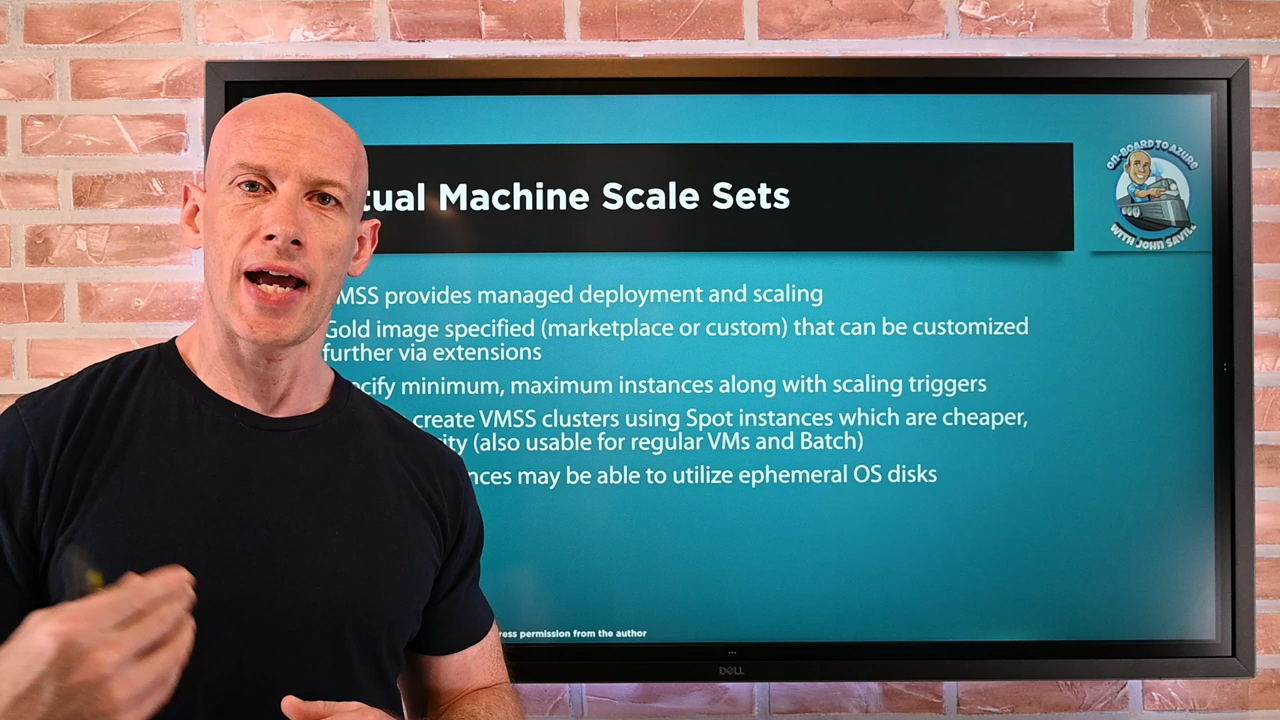 tual Machine Scale Sets
ON-BOARD TO AZURE
WITH JOHN SAVILL
MSS provides managed deployment and scaling
Gold image specified (marketplace or custom) that can be customized
further via extensions
ecify minimum, maximum instances along with scaling triggers
create VMSS clusters using Spot instances which are cheaper,
ity (also usable for regular VMs and Batch)
nces may be able to utilize ephemeral OS disks
ress permission from the author
DELL